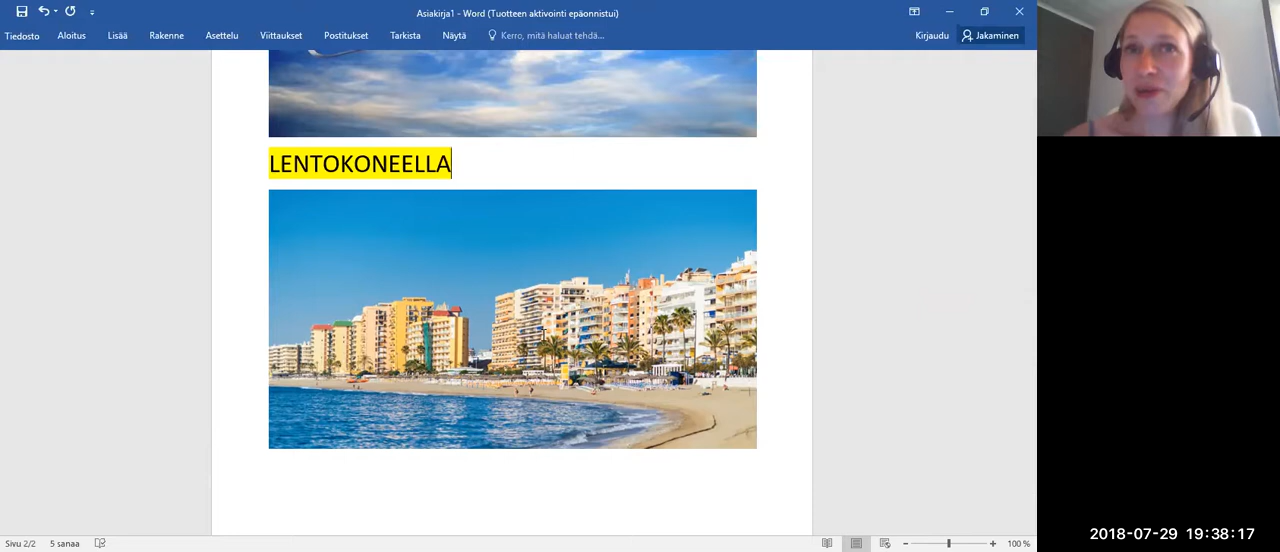 Asiakirja1 - Word (Tuotteen aktivointi epäonnistui)
Tiedosto Aloitus Lisää Rakenne Asettelu Viittaukset Postitukset Tarkista Näytä Kerro, mitä haluat tehdä... Kirjaudu Jakaminen
LENTOKONEELLA
2018-07-29 19:38:17
Sivu 2/2 5 sanaa 100 %